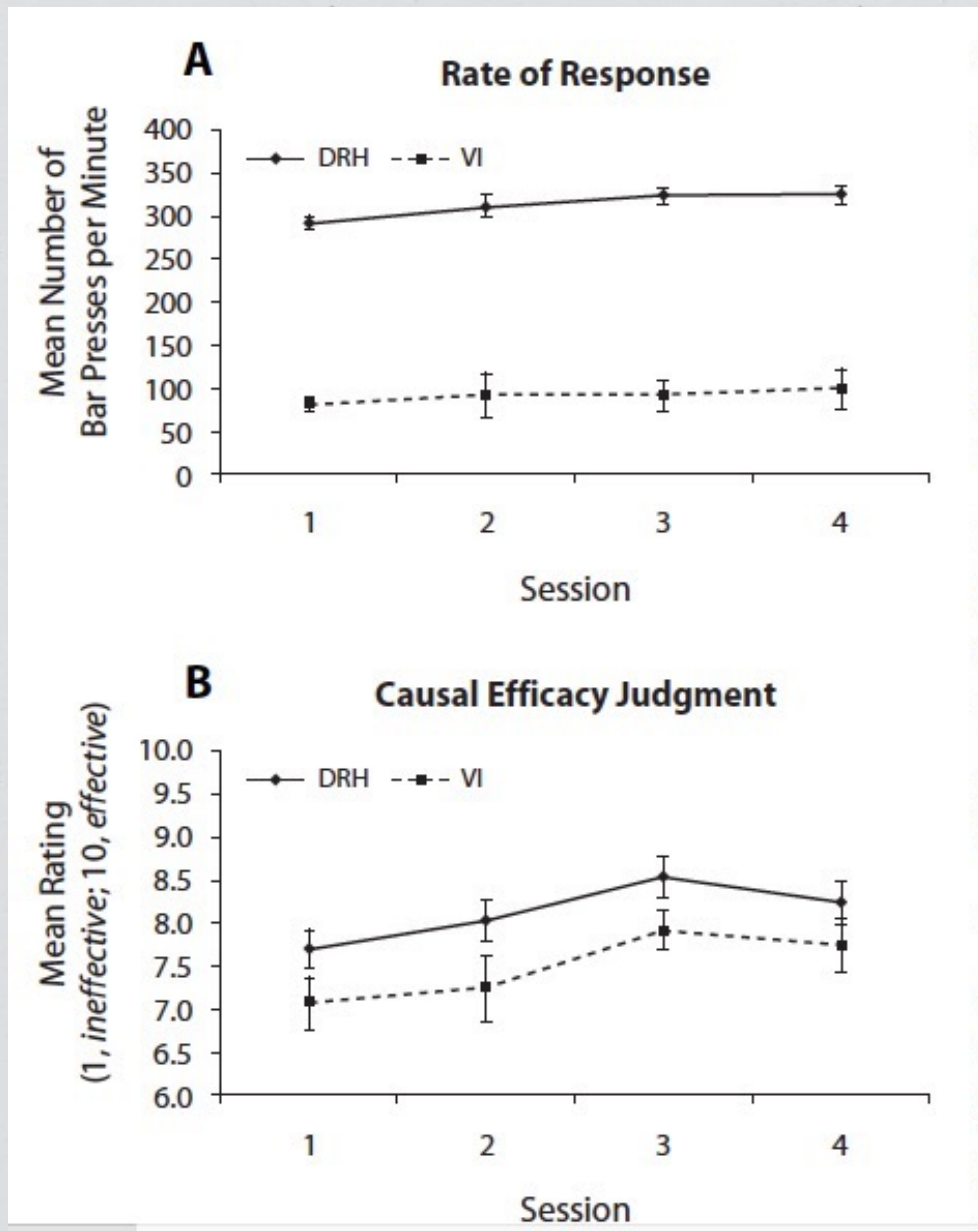 A
Rate of Response
Mean Number of
Bar Presses per Minute
DRH
VI
400
350
300
250
200
150
100
50
0
1 2 3 4
Session
B
Causal Efficacy Judgment
Mean Rating
(1, ineffective; 10, effective)
DRH
VI
10.0
9.5
9.0
8.5
8.0
7.5
7.0
6.5
6.0
1 2 3 4
Session